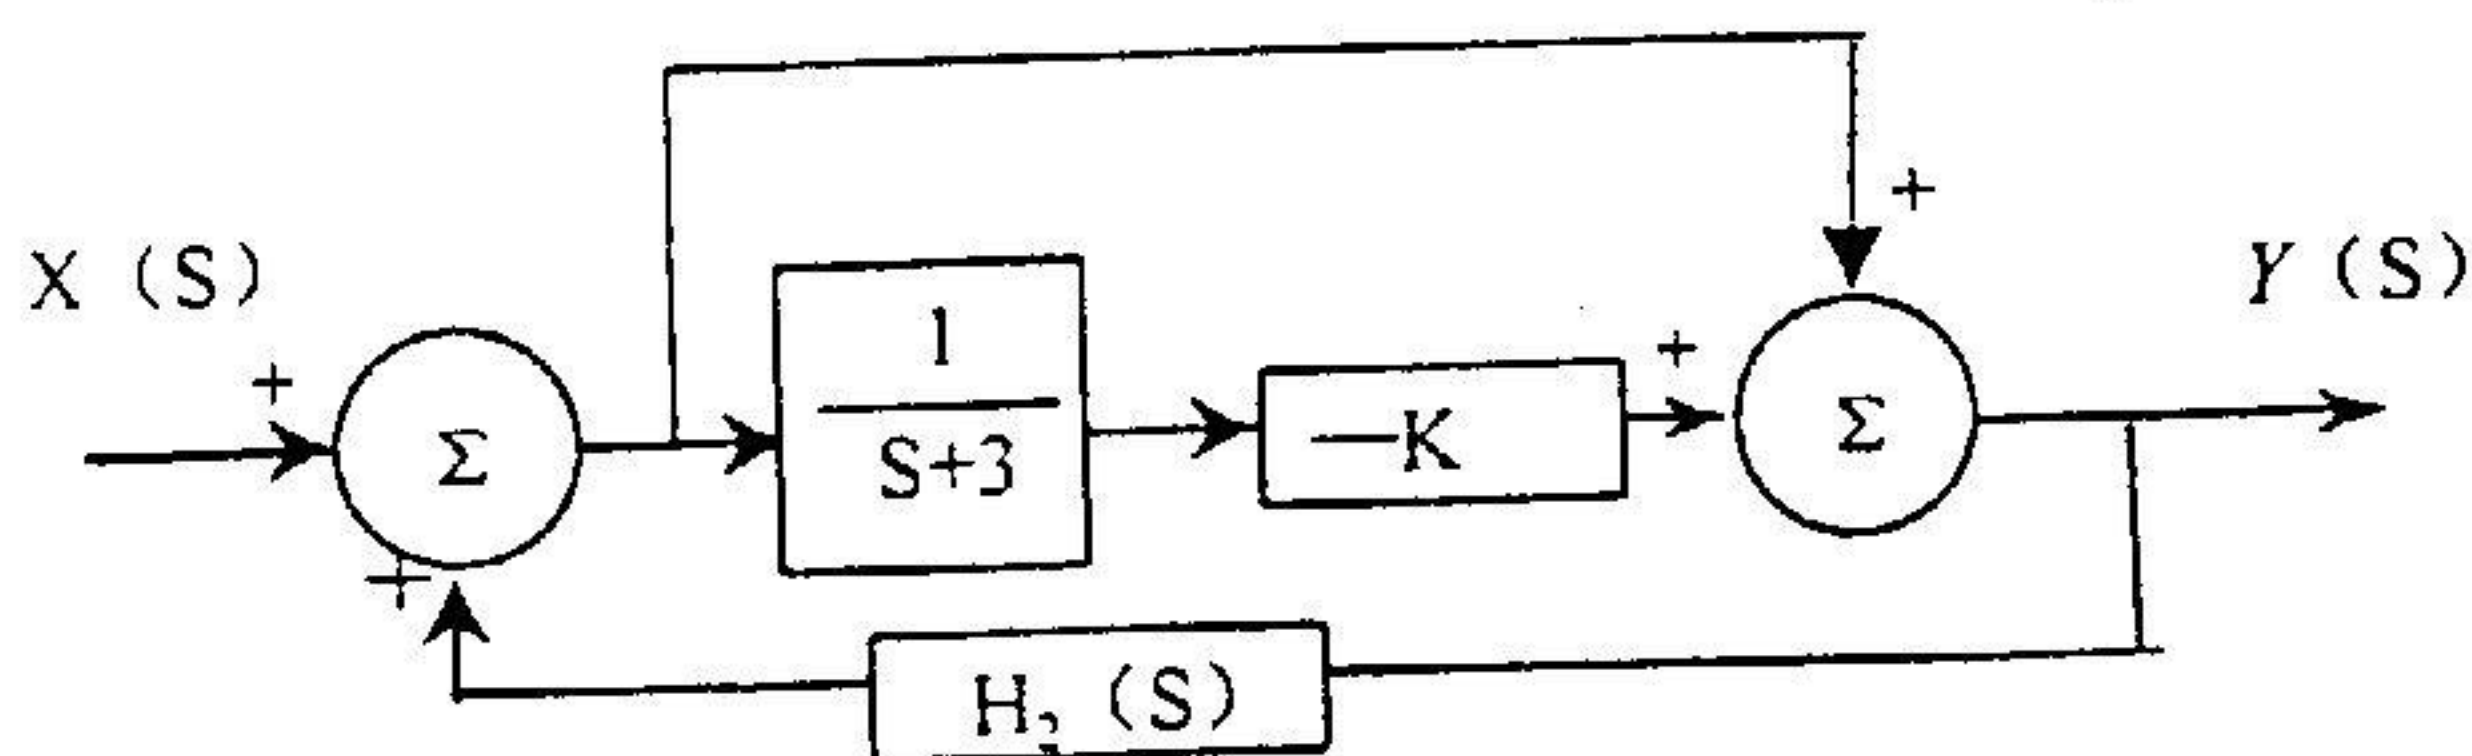 +
X (S)
Y (S)
+
1
+
Σ
S+3
—K
Σ
+
H₂ (S)